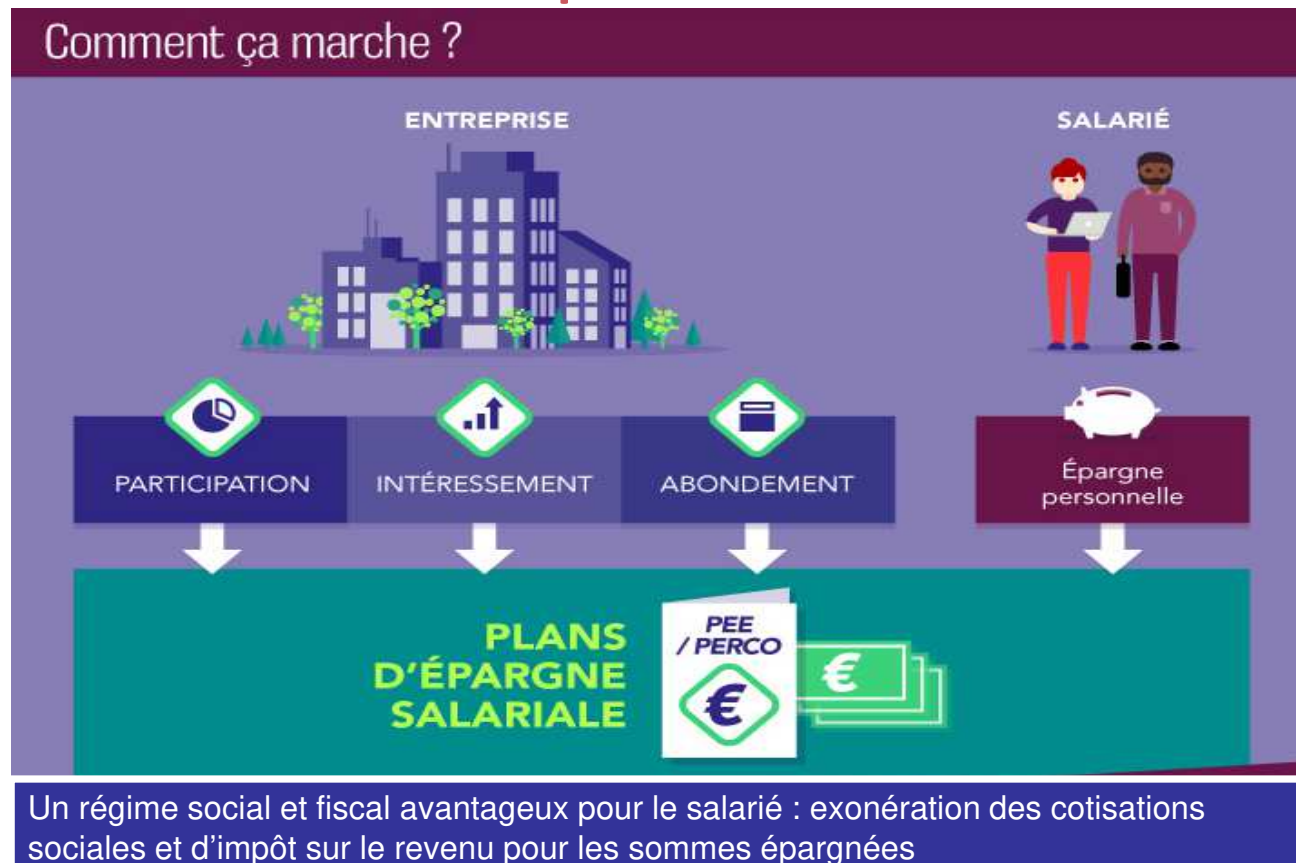 Comment ça marche ?
ENTREPRISE
SALARIÉ
PARTICIPATION
INTÉRESSEMENT
ABONDEMENT
Épargne
personnelle
PLANS
D'ÉPARGNE
SALARIALE
PEE
/ PERCO
€
€
Un régime social et fiscal avantageux pour le salarié : exonération des cotisations
sociales et d'impôt sur le revenu pour les sommes épargnées